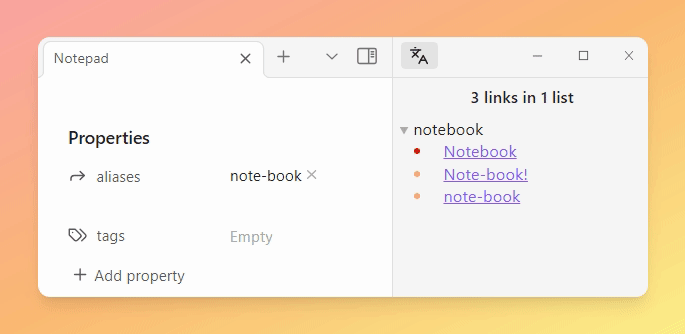 Notepad
3 links in 1 list
Properties
aliases
note-book
tags
Empty
Add property
notebook
Notebook
Note-book!
note-book